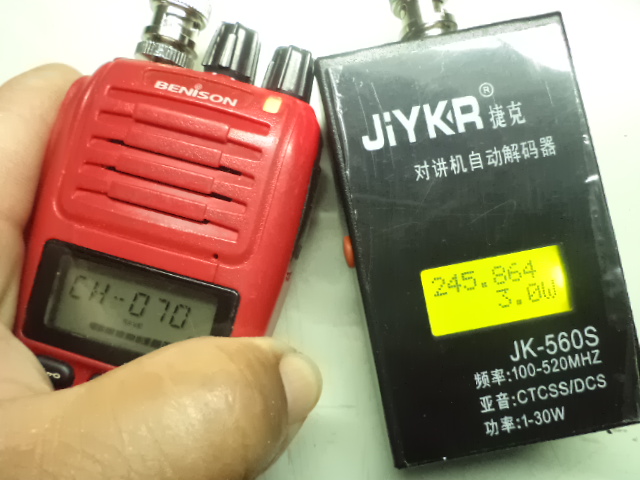 BENISON
CH-070
JiYKR® 捷克
对讲机自动解码器
245.864
3.0W
JK-560S
频率:100-520MHZ
亚音:CTCSS/DCS
功率:1-30W